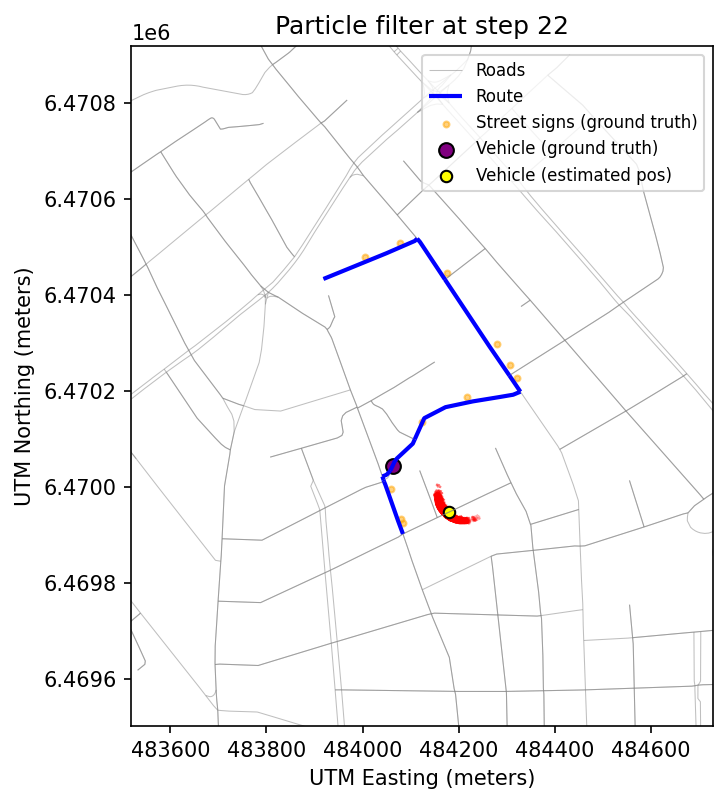 Particle filter at step 22
1e6
Roads
Route
Street signs (ground truth)
Vehicle (ground truth)
Vehicle (estimated pos)
6.4708
6.4706
6.4704
6.4702
6.4700
6.4698
6.4696
UTM Northing (meters)
483600 483800 484000 484200 484400 484600
UTM Easting (meters)